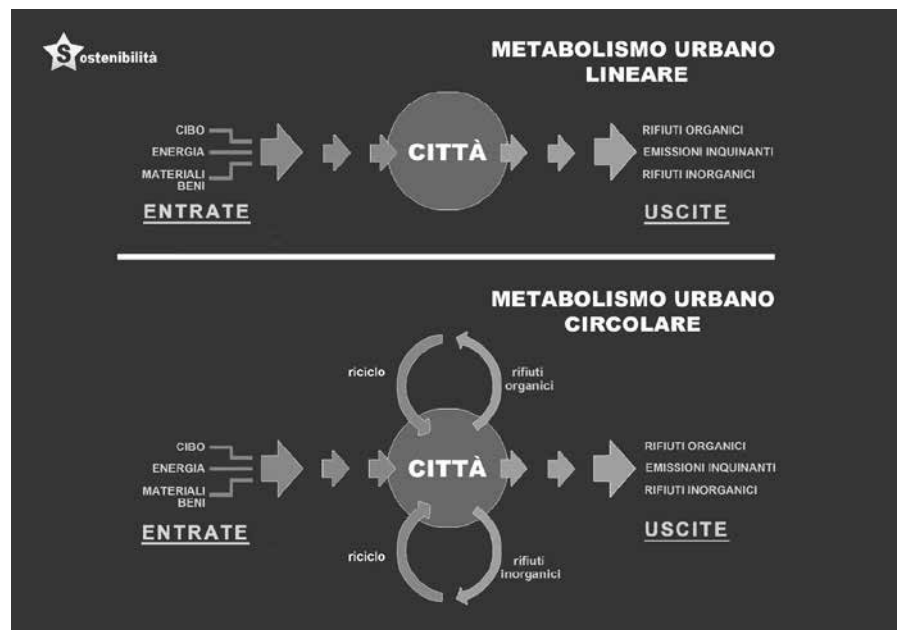 Sostenibilità
METABOLISMO URBANO
LINEARE
CIBO
ENERGIA
MATERIALI
BENI
ENTRATE
CITTÀ
RIFIUTI ORGANICI
EMISSIONI INQUINANTI
RIFIUTI INORGANICI
USCITE
METABOLISMO URBANO
CIRCOLARE
riciclo
rifiuti
organici
CIBO
ENERGIA
MATERIALI
BENI
ENTRATE
CITTÀ
RIFIUTI ORGANICI
EMISSIONI INQUINANTI
RIFIUTI INORGANICI
USCITE
riciclo
rifiuti
inorganici